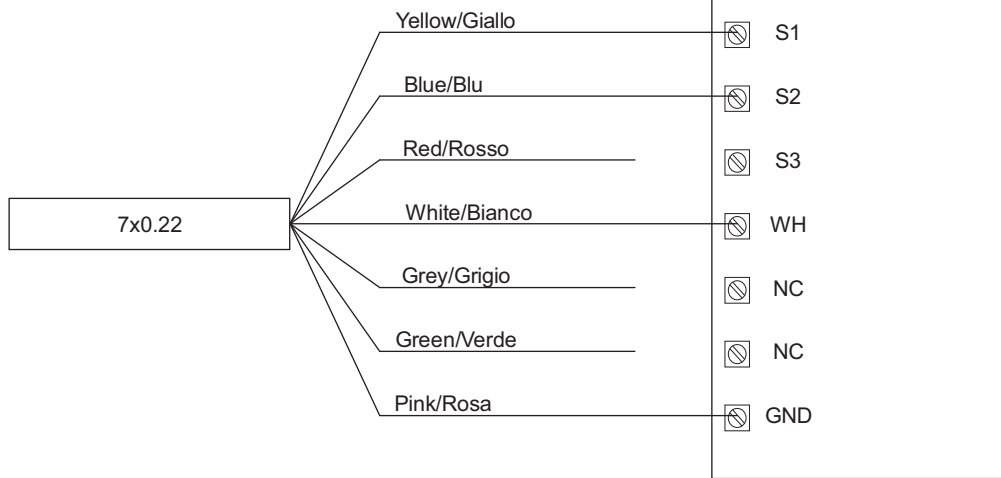 Yellow/Giallo S1
Blue/Blu S2
Red/Rosso S3
7x0.22 White/Bianco WH
Grey/Grigio NC
Green/Verde NC
Pink/Rosa GND